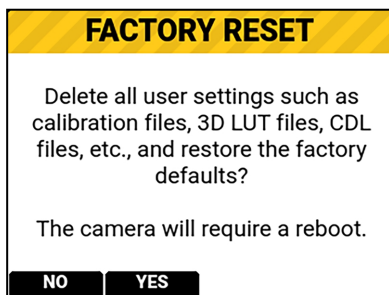 FACTORY RESET
Delete all user settings such as
calibration files, 3D LUT files, CDL
files, etc., and restore the factory
defaults?
The camera will require a reboot.
NO YES